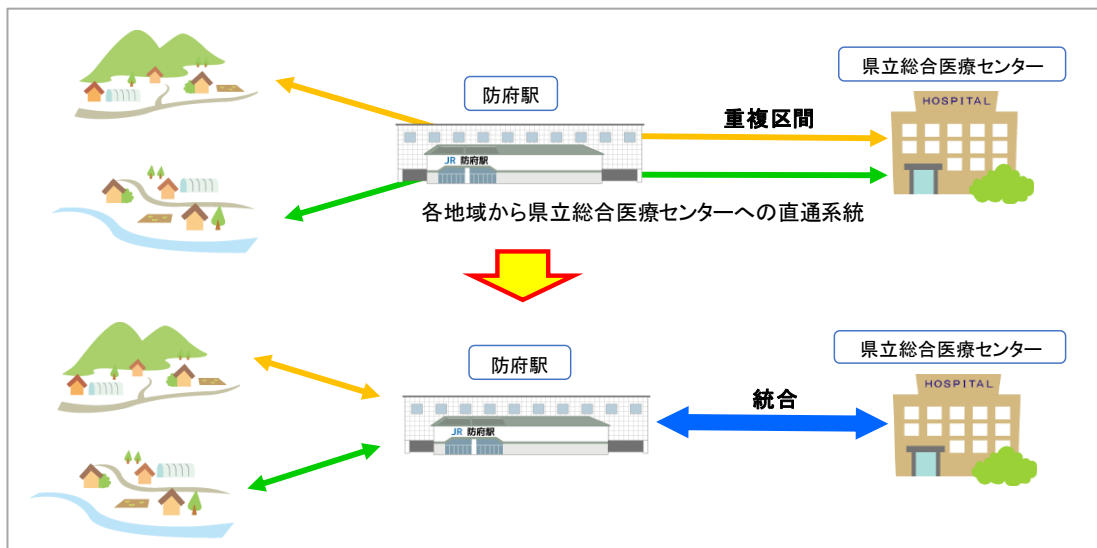 県立総合医療センター
防府駅
HOSPITAL
重複区間
JR 防府駅
各地域から県立総合医療センターへの直通系統
県立総合医療センター
防府駅
HOSPITAL
統合
JR 防府駅